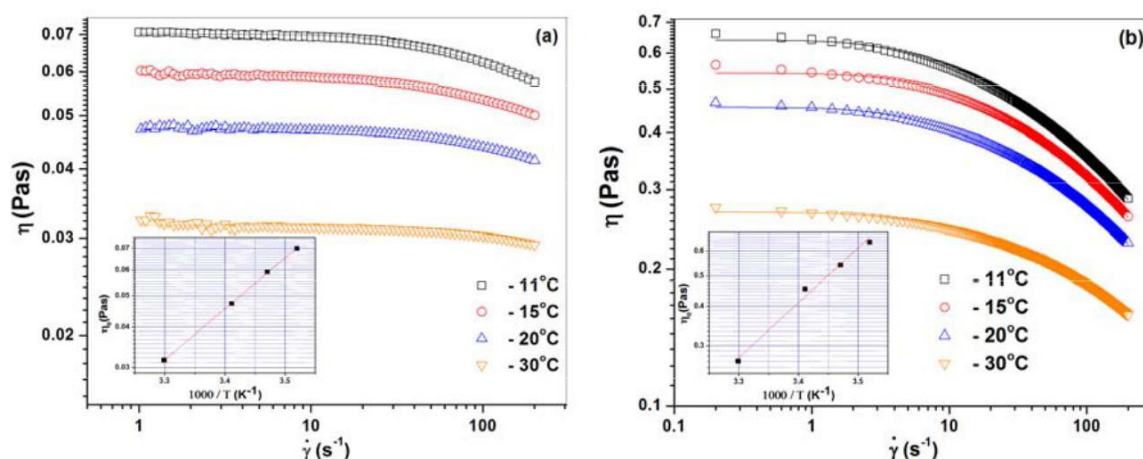 (a)
0.07
0.06
0.05
0.04
0.03
0.02
η (Pas)
1
10
100
γ̇ (s⁻¹)
- 11°C
- 15°C
- 20°C
- 30°C
0.07
0.06
0.05
0.04
0.03
η₀(Pas)
3.3
3.4
3.5
1000 / T (K⁻¹)
(b)
0.7
0.6
0.5
0.4
0.3
0.2
0.1
η (Pas)
0.1
1
10
100
γ̇ (s⁻¹)
- 11°C
- 15°C
- 20°C
- 30°C
0.6
0.5
0.4
0.3
η₀(Pas)
3.3
3.4
3.5
1000 / T (K⁻¹)